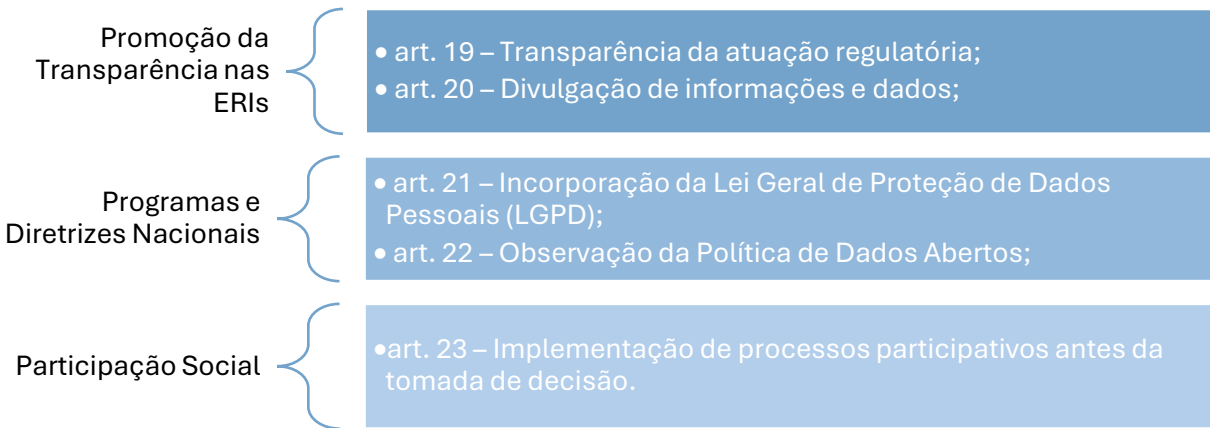 Promoção da
Transparência nas
ERIs
• art. 19 – Transparência da atuação regulatória;
• art. 20 – Divulgação de informações e dados;
Programas e
Diretrizes Nacionais
• art. 21 – Incorporação da Lei Geral de Proteção de Dados
Pessoais (LGPD);
• art. 22 – Observação da Política de Dados Abertos;
Participação Social
•art. 23 – Implementação de processos participativos antes da
tomada de decisão.